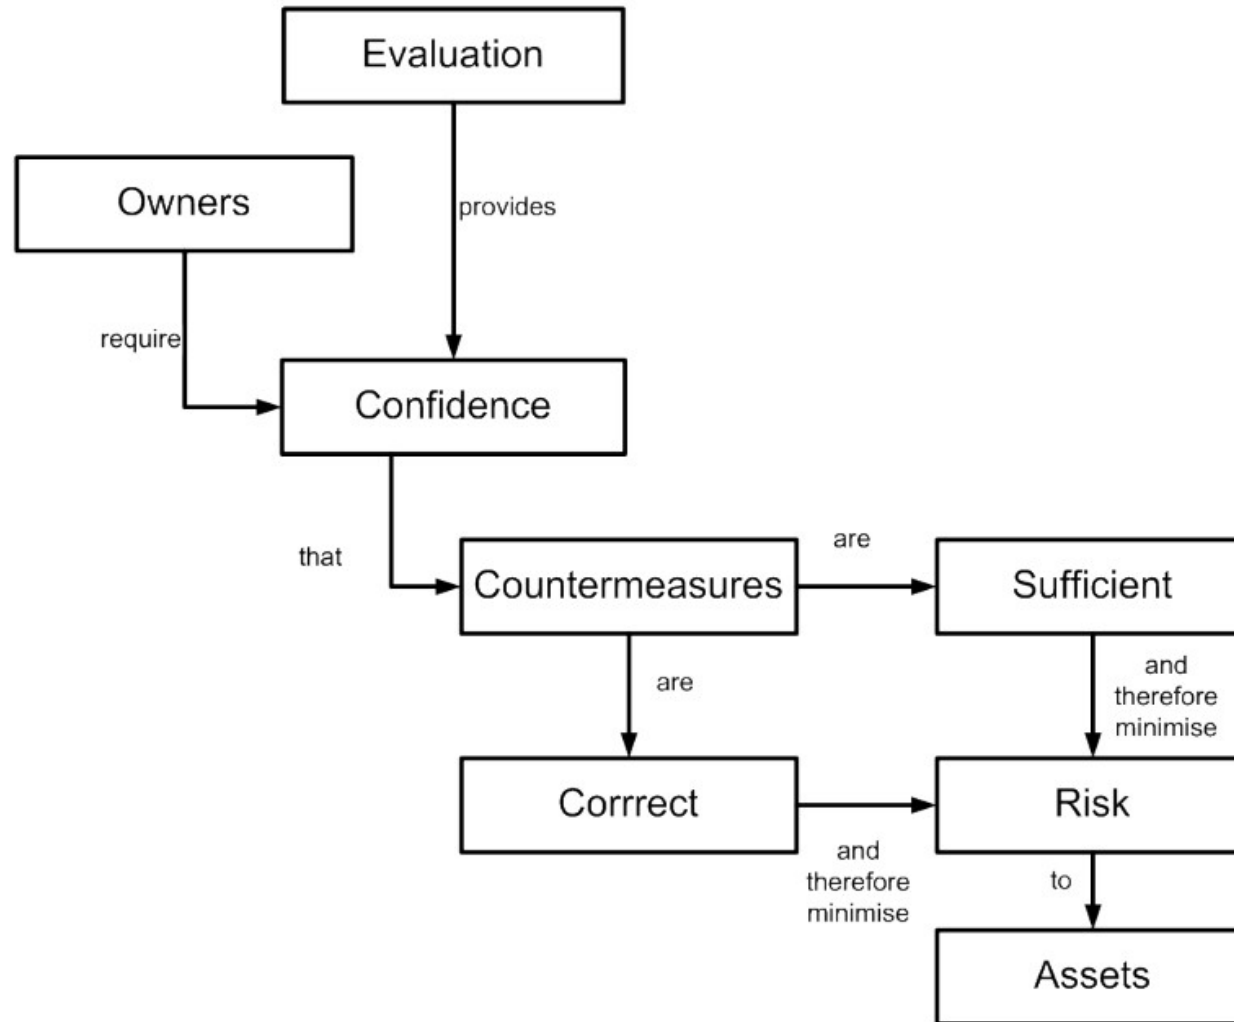 Evaluation
Owners
provides
require
Confidence
that
Countermeasures
are
Sufficient
are
and
therefore
minimise
Corrrect
and
therefore
minimise
Risk
to
Assets